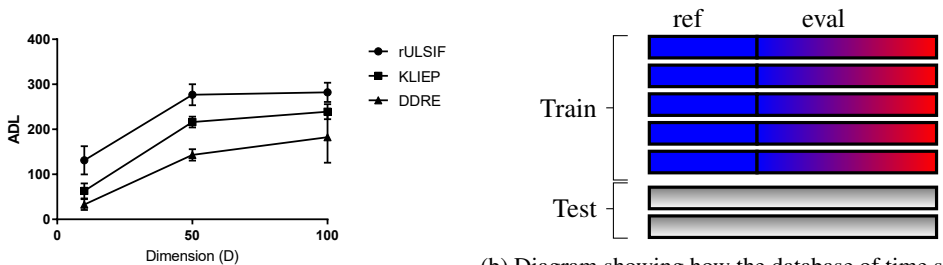 400
300
200
100
0
ADL
0
50
100
Dimension (D)
rULSIF
KLIEP
DDRE
ref eval
Train
Test
(b) Diagram showing how the database of time s